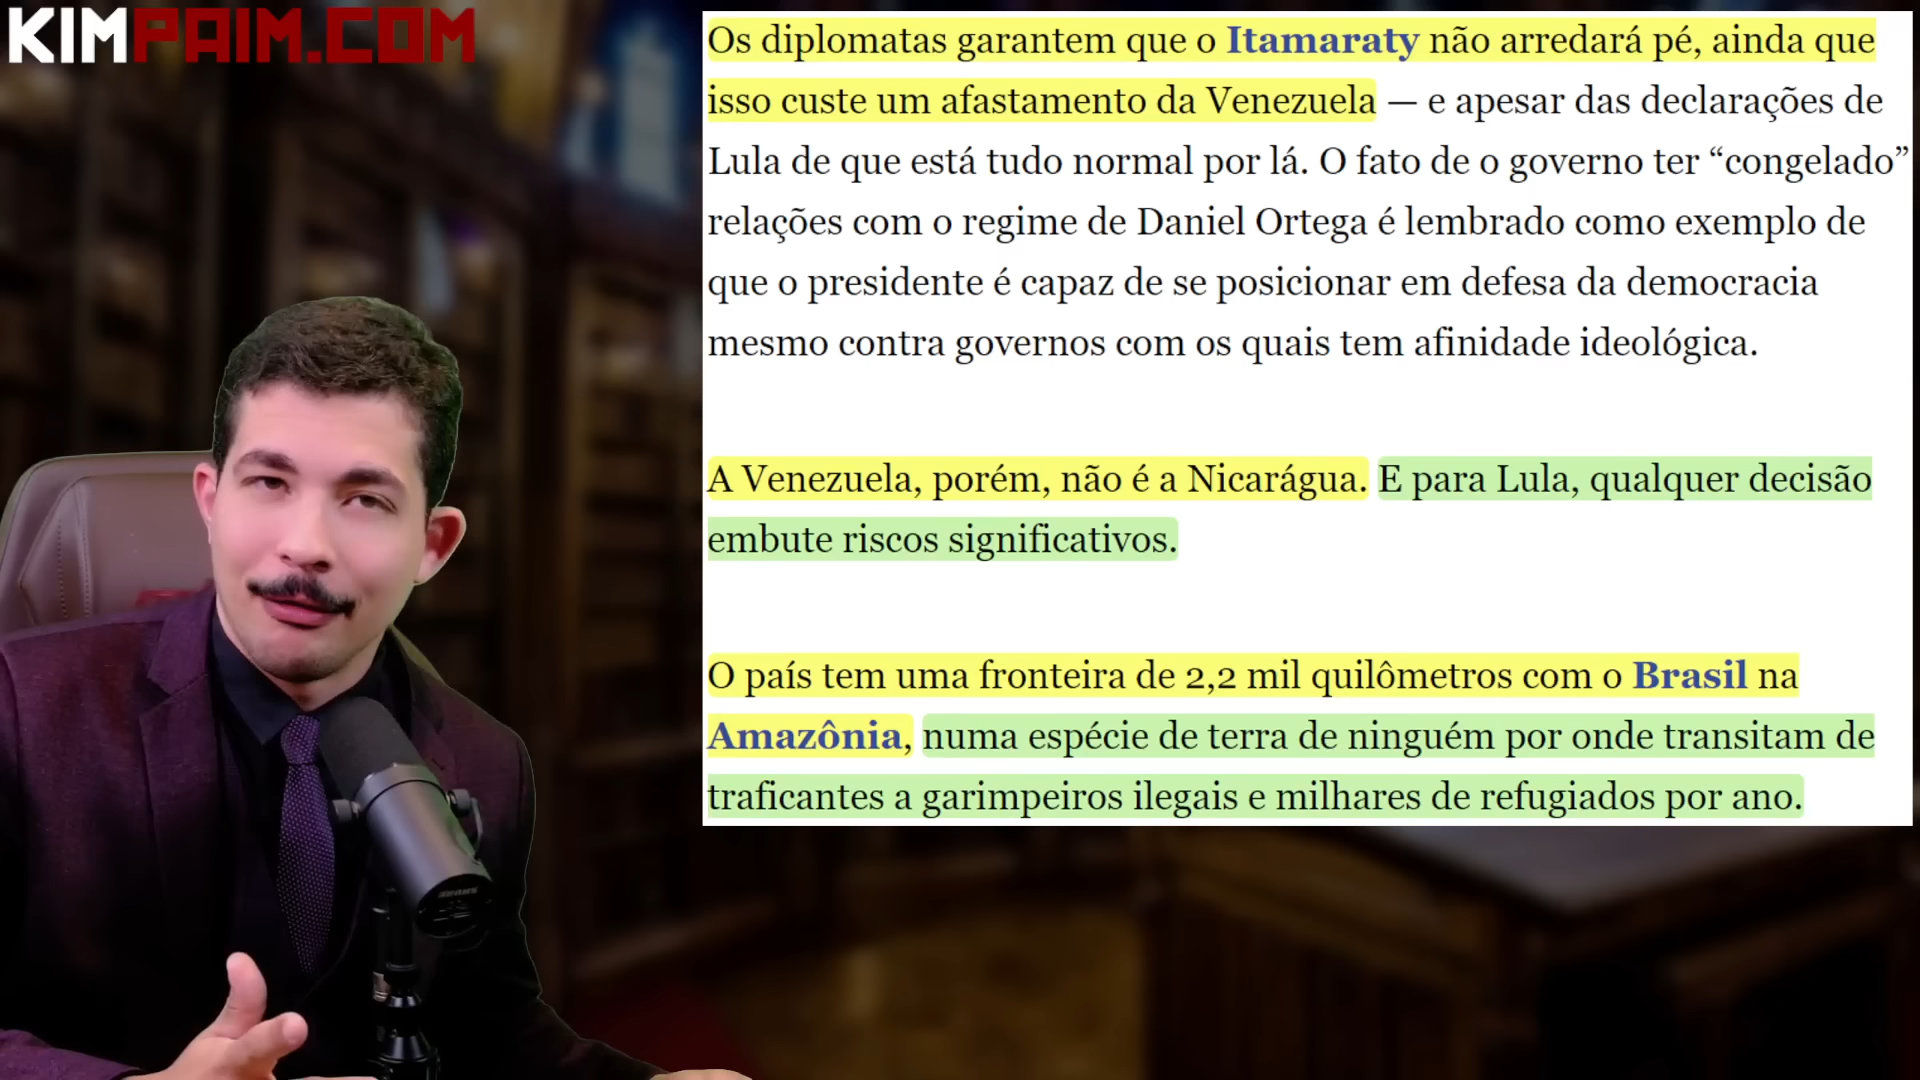 KIMPAIM.COM
Os diplomatas garantem que o Itamaraty não arredará pé, ainda que
isso custe um afastamento da Venezuela — e apesar das declarações de
Lula de que está tudo normal por lá. O fato de o governo ter “congelado”
relações com o regime de Daniel Ortega é lembrado como exemplo de
que o presidente é capaz de se posicionar em defesa da democracia
mesmo contra governos com os quais tem afinidade ideológica.
A Venezuela, porém, não é a Nicarágua. E para Lula, qualquer decisão
embute riscos significativos.
O país tem uma fronteira de 2,2 mil quilômetros com o Brasil na
Amazônia, numa espécie de terra de ninguém por onde transitam de
traficantes a garimpeiros ilegais e milhares de refugiados por ano.
SHURE